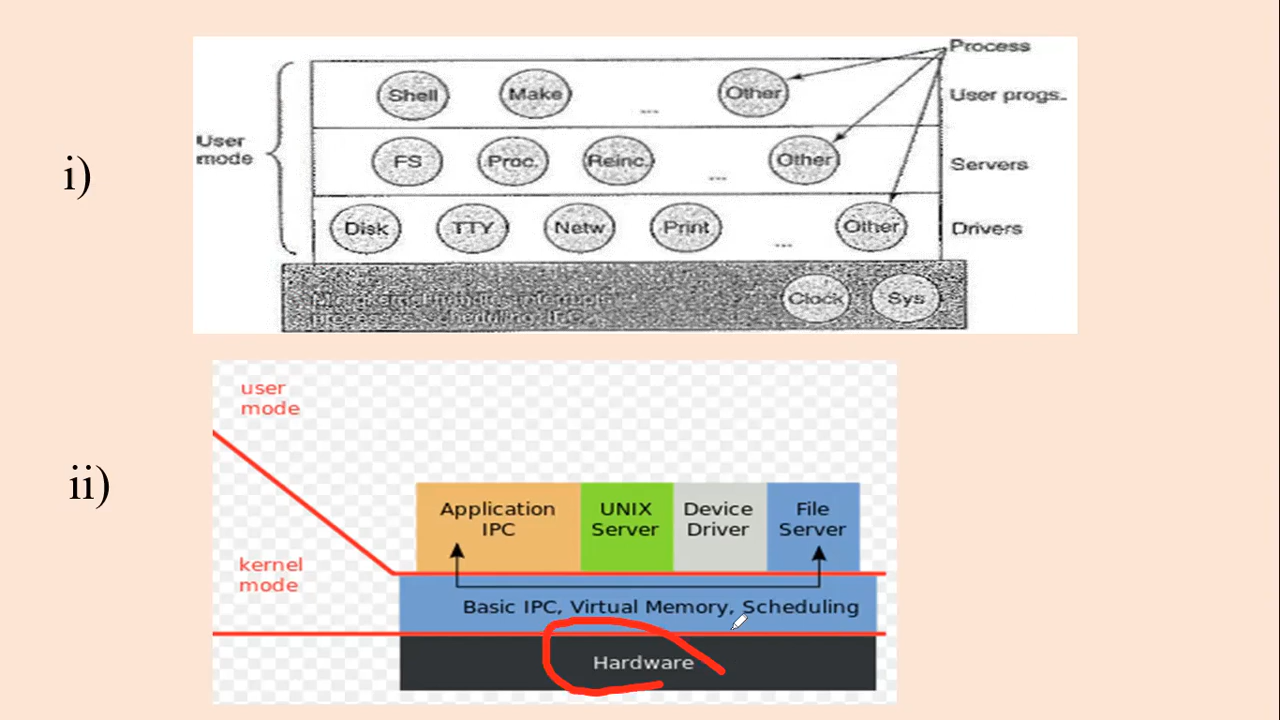 i)
User
mode
Process
Shell Make ... Other User progs.
FS Proc. Reinc. ... Other Servers
Disk TTY Netw Print ... Other Drivers
Clock Sys
ii)
user
mode
kernel
mode
Application
IPC
UNIX
Server
Device
Driver
File
Server
Basic IPC, Virtual Memory, Scheduling
Hardware